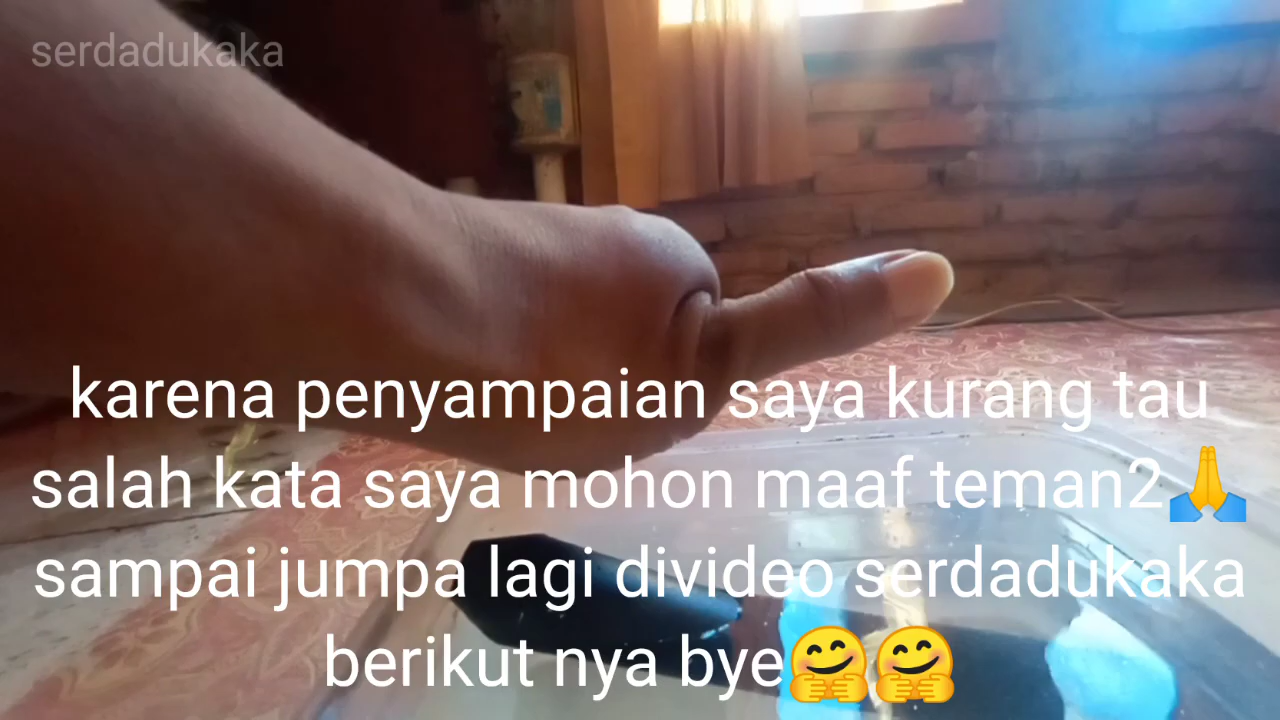 serdadukaka
karena penyampaian saya kurang tau
salah kata saya mohon maaf teman2🙏
sampai jumpa lagi divideo serdadukaka
berikut nya bye🤗🤗